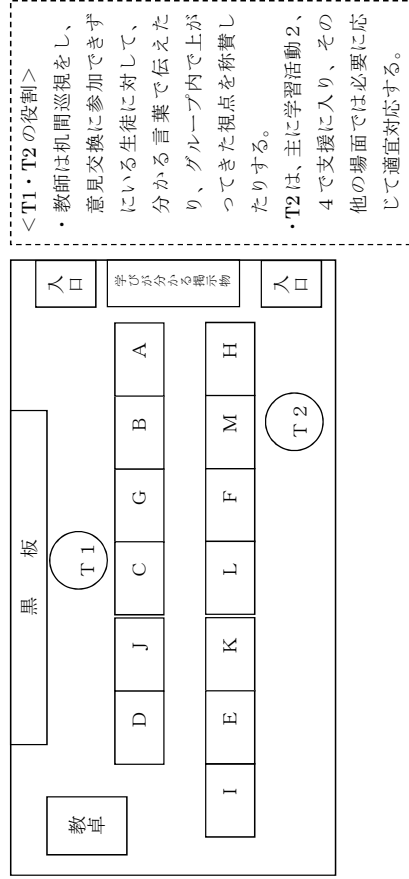 黒　板
教卓
T1
入口
学びが分かる掲示物
入口
D
J
C
G
B
A
I
E
K
L
F
M
H
T2
＜T1・T2の役割＞
・教師は机間巡視をし、
意見交換に参加できず
にいる生徒に対して、
分かる言葉で伝えた
り、グループ内で上が
ってきた視点を称賛し
たりする。
・T2は、主に学習活動２、
４で支援に入り、その
他の場面では必要に応
じて適宜対応する。